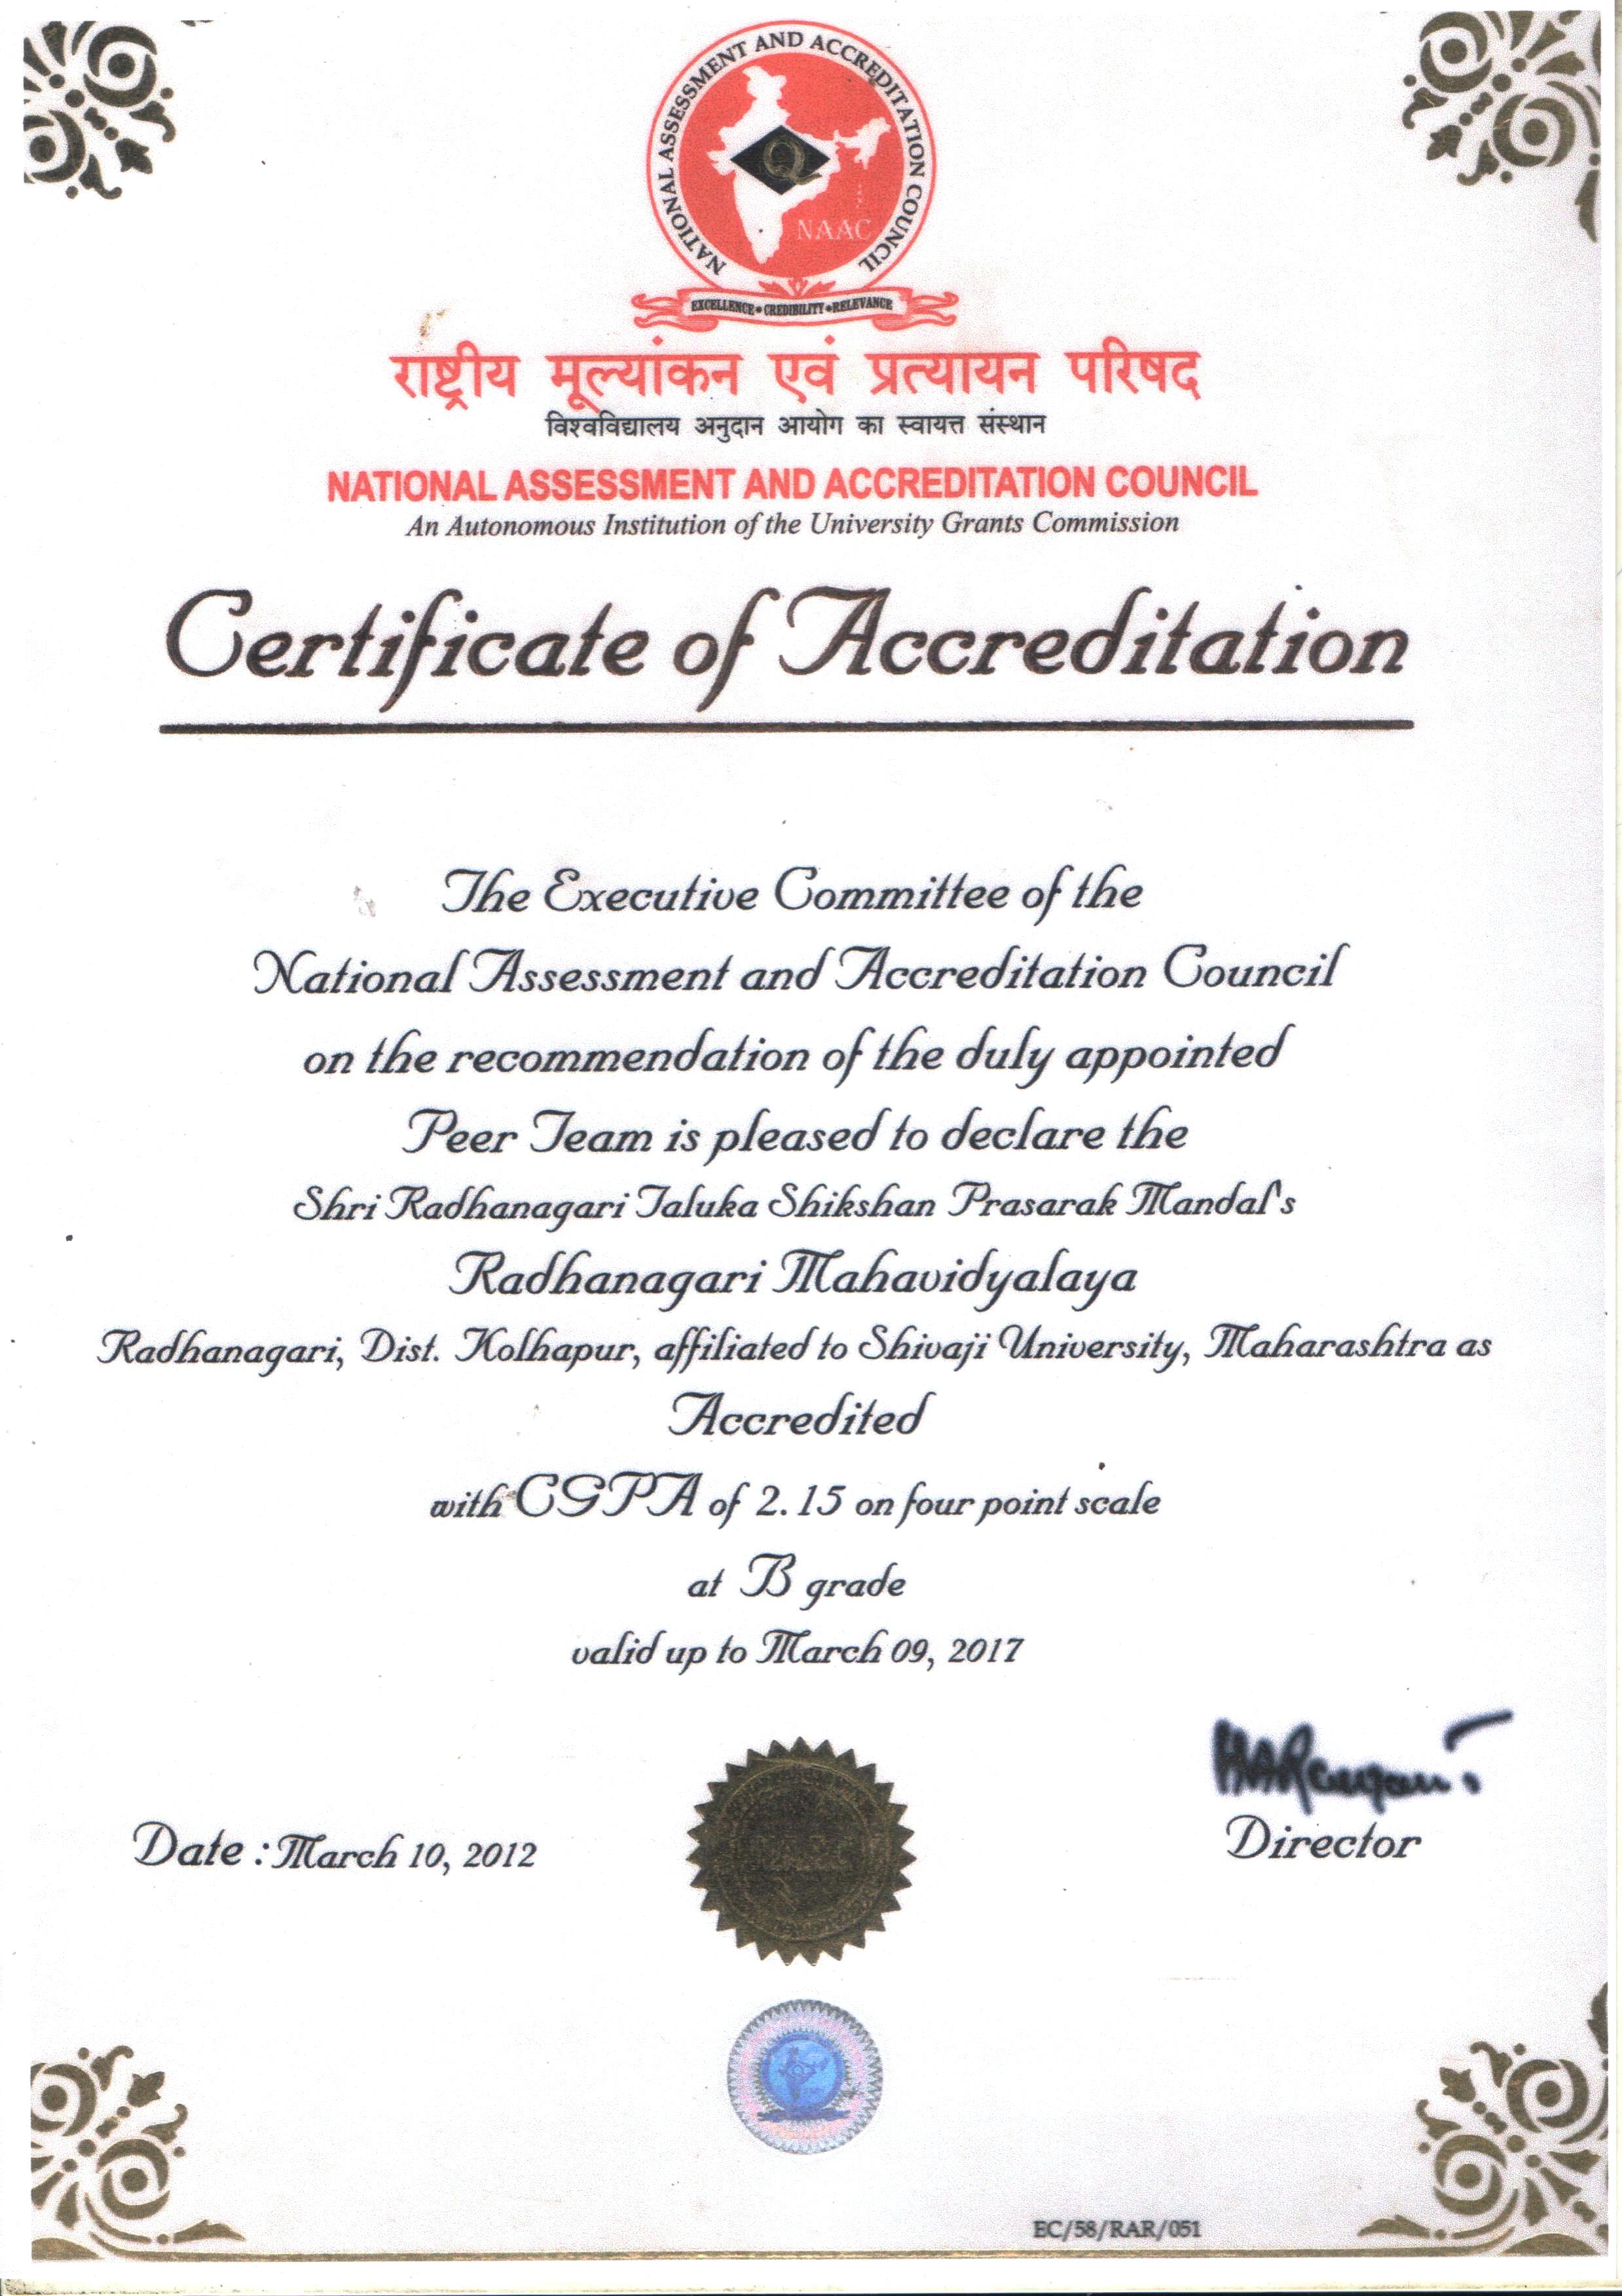 NATIONAL ASSESSMENT AND ACCREDITATION COUNCIL
Q
NAAC
EXCELLENCE • CREDIBILITY • RELEVANCE
राष्ट्रीय मूल्यांकन एवं प्रत्यायन परिषद
विश्वविद्यालय अनुदान आयोग का स्वायत्त संस्थान
NATIONAL ASSESSMENT AND ACCREDITATION COUNCIL
An Autonomous Institution of the University Grants Commission
Certificate of Accreditation
The Executive Committee of the
National Assessment and Accreditation Council
on the recommendation of the duly appointed
Peer Team is pleased to declare the
Shri Radhanagari Taluka Shikshan Prasarak Mandal's
Radhanagari Mahavidyalaya
Radhanagari, Dist. Kolhapur, affiliated to Shivaji University, Maharashtra as
Accredited
with CGPA of 2.15 on four point scale
at B grade
valid up to March 09, 2017
Date : March 10, 2012
Director
EC/58/RAR/051